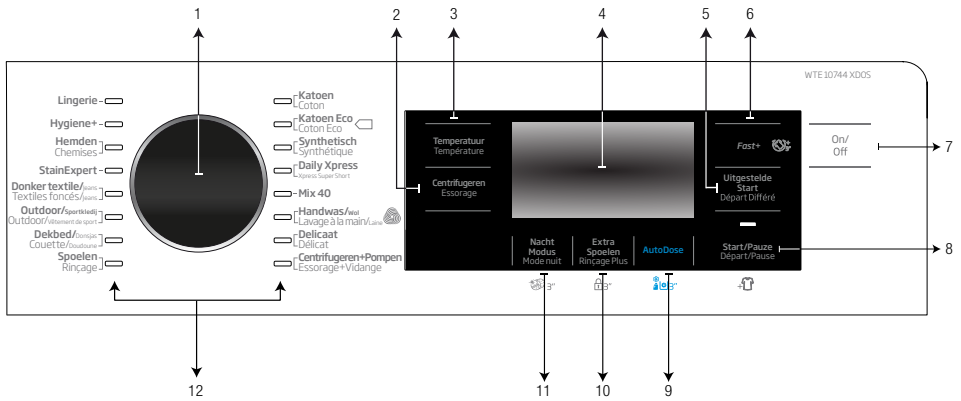 1
2
3
4
5
6
WTE 10744 XDOS
Lingerie
Hygiene+
Hemden
Chemises
StainExpert
Donker textile/Jeans
Textiles foncés/Jeans
Outdoor/Sportkledij
Outdoor/Vêtement de sport
Dekbed/Donsjas
Couette/Doudoune
Spoelen
Rinçage
Katoen
Coton
Katoen Eco
Coton Eco
Synthetisch
Synthétique
Daily Xpress
Xpress Super Short
Mix 40
Handwas/Wol
Lavage à la main/Laine
Delicaat
Délicat
Centrifugeren+Pompen
Essorage+Vidange
Temperatuur
Température
Centrifugeren
Essorage
Fast+
Uitgestelde
Start
Départ Différé
On/
Off
7
Nacht
Modus
Mode nuit
Extra
Spoelen
Rinçage Plus
AutoDose
Start/Pauze
Départ/Pause
8
3"
3"
3"
12
11
10
9